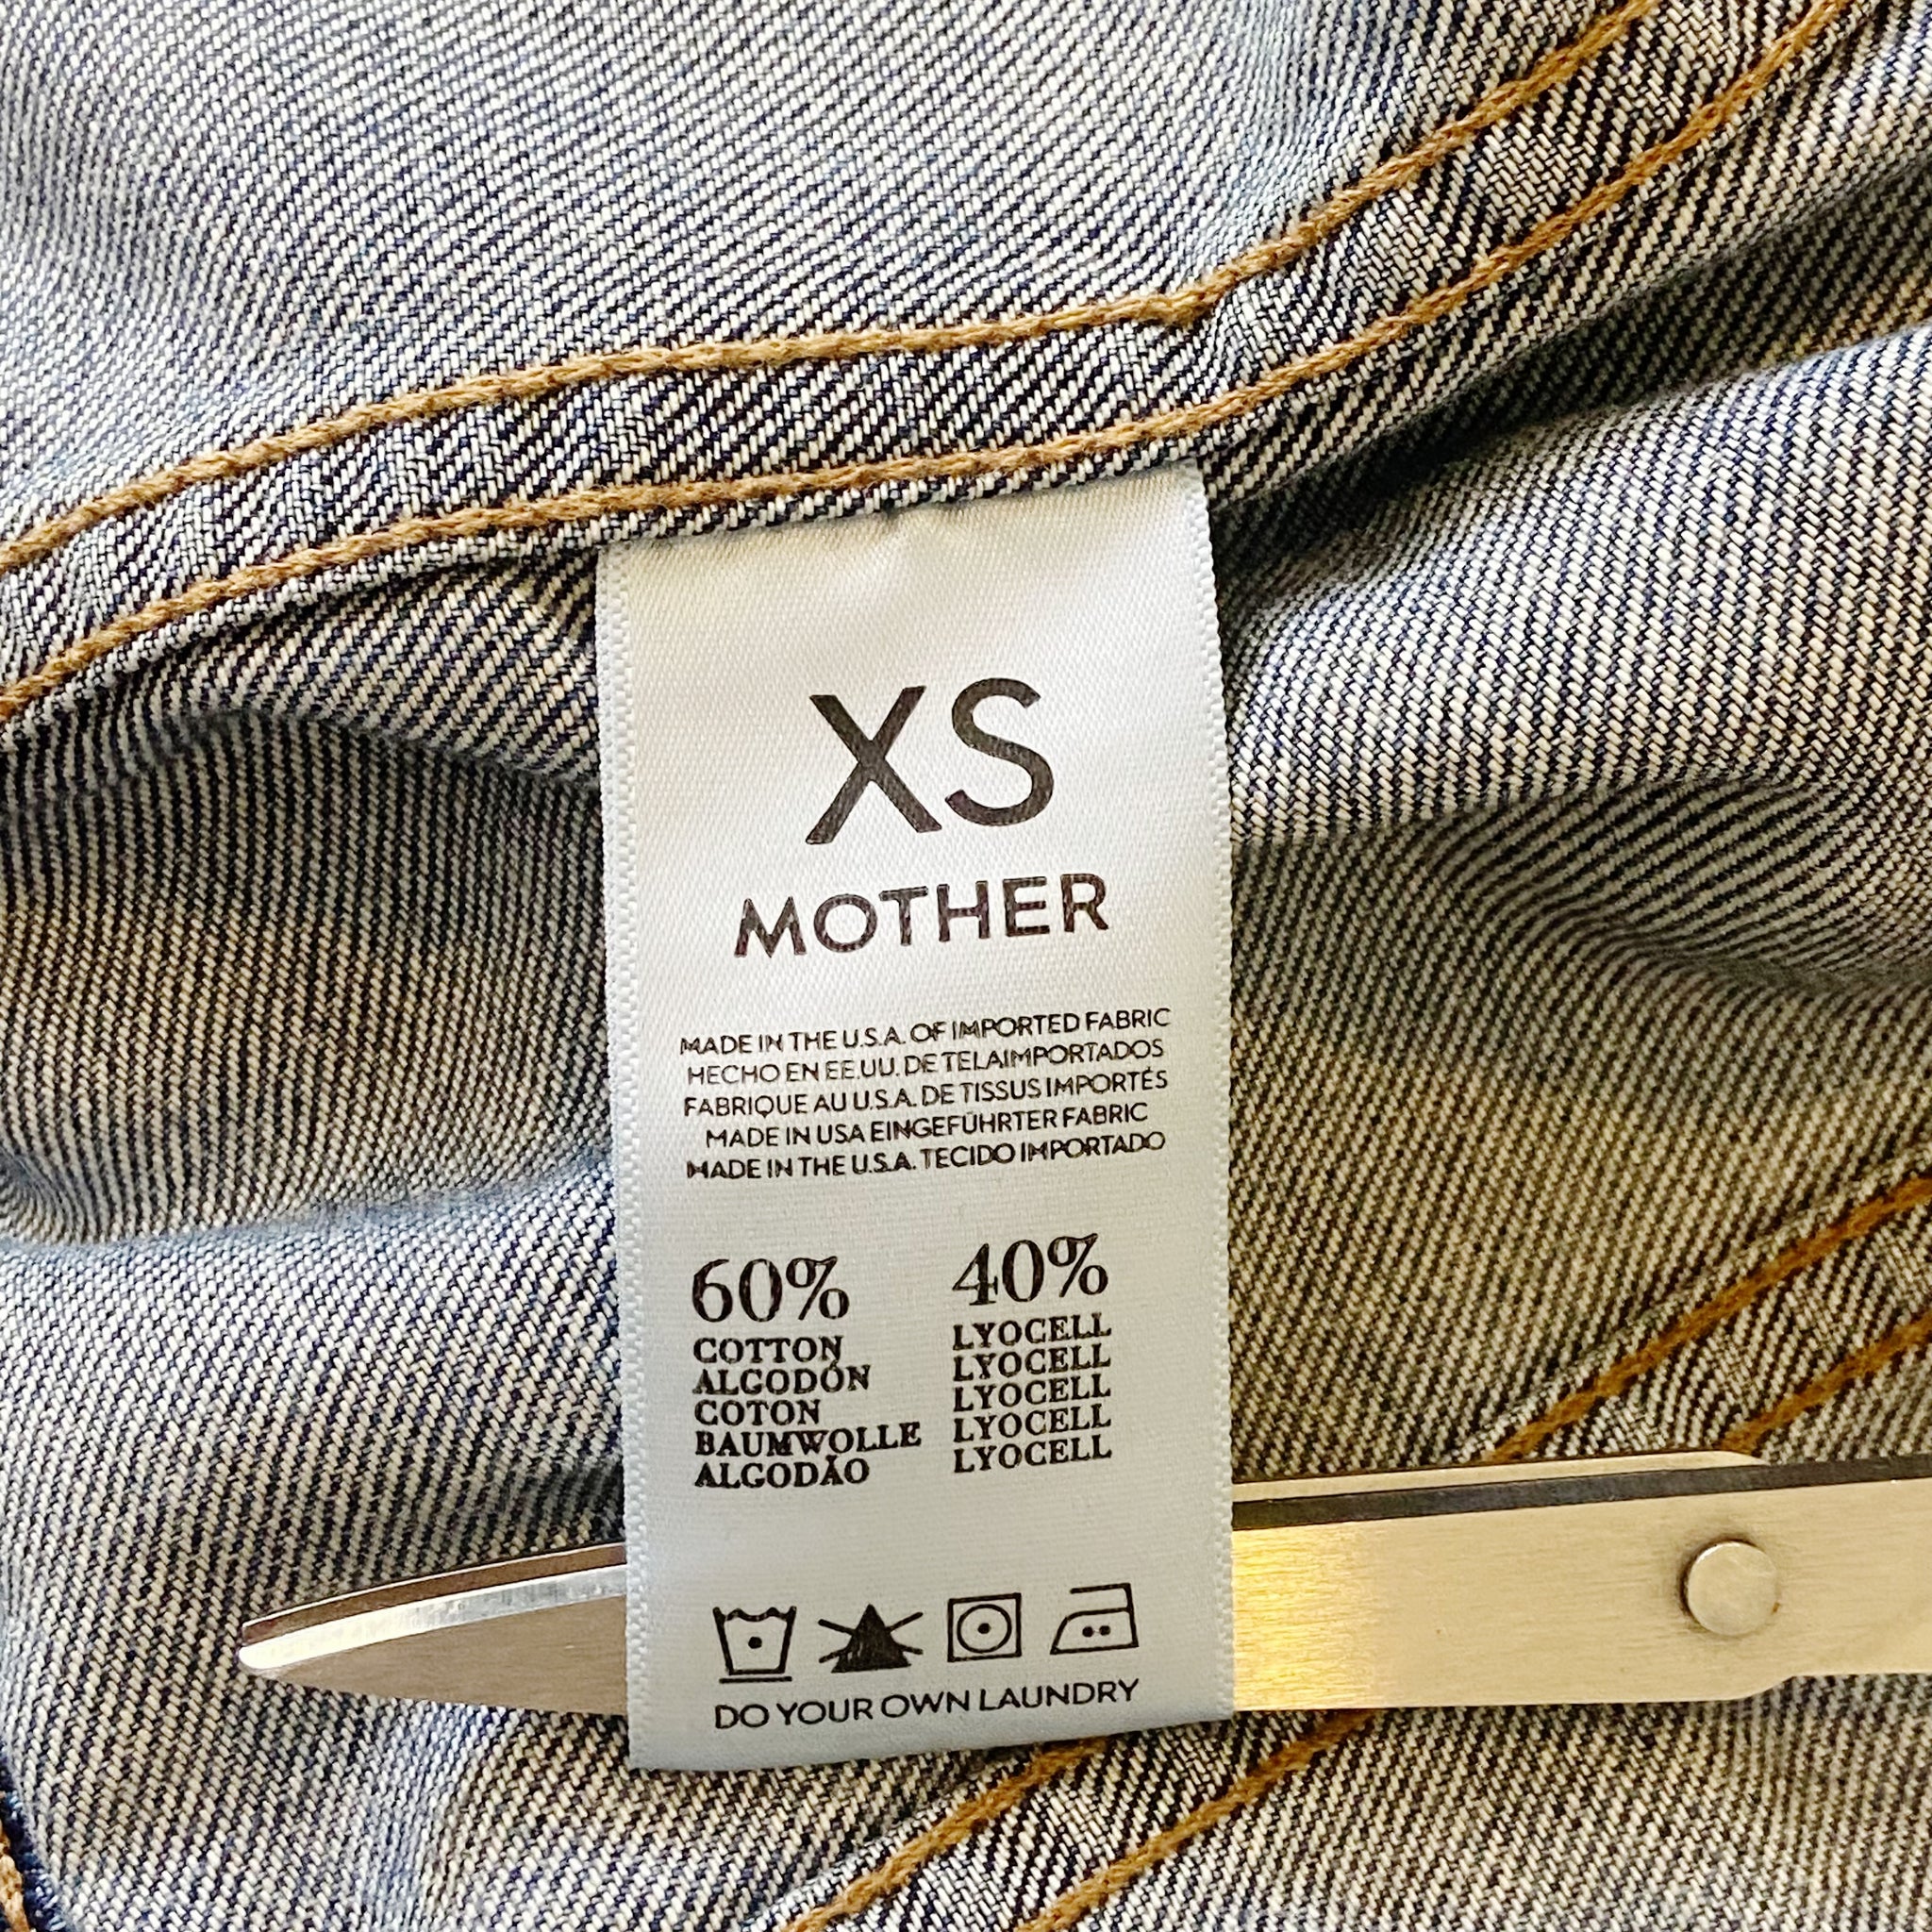 XS
MOTHER
MADE IN THE U.S.A. OF IMPORTED FABRIC
HECHO EN EE.UU. DE TELAIMPORTADOS
FABRIQUE AU U.S.A. DE TISSUS IMPORTÉS
MADE IN USA EINGEFÜHRTER FABRIC
MADE IN THE U.S.A. TECIDO IMPORTADO
60%
COTTON
ALGODÓN
COTON
BAUMWOLLE
ALGODÃO
40%
LYOCELL
LYOCELL
LYOCELL
LYOCELL
LYOCELL
DO YOUR OWN LAUNDRY